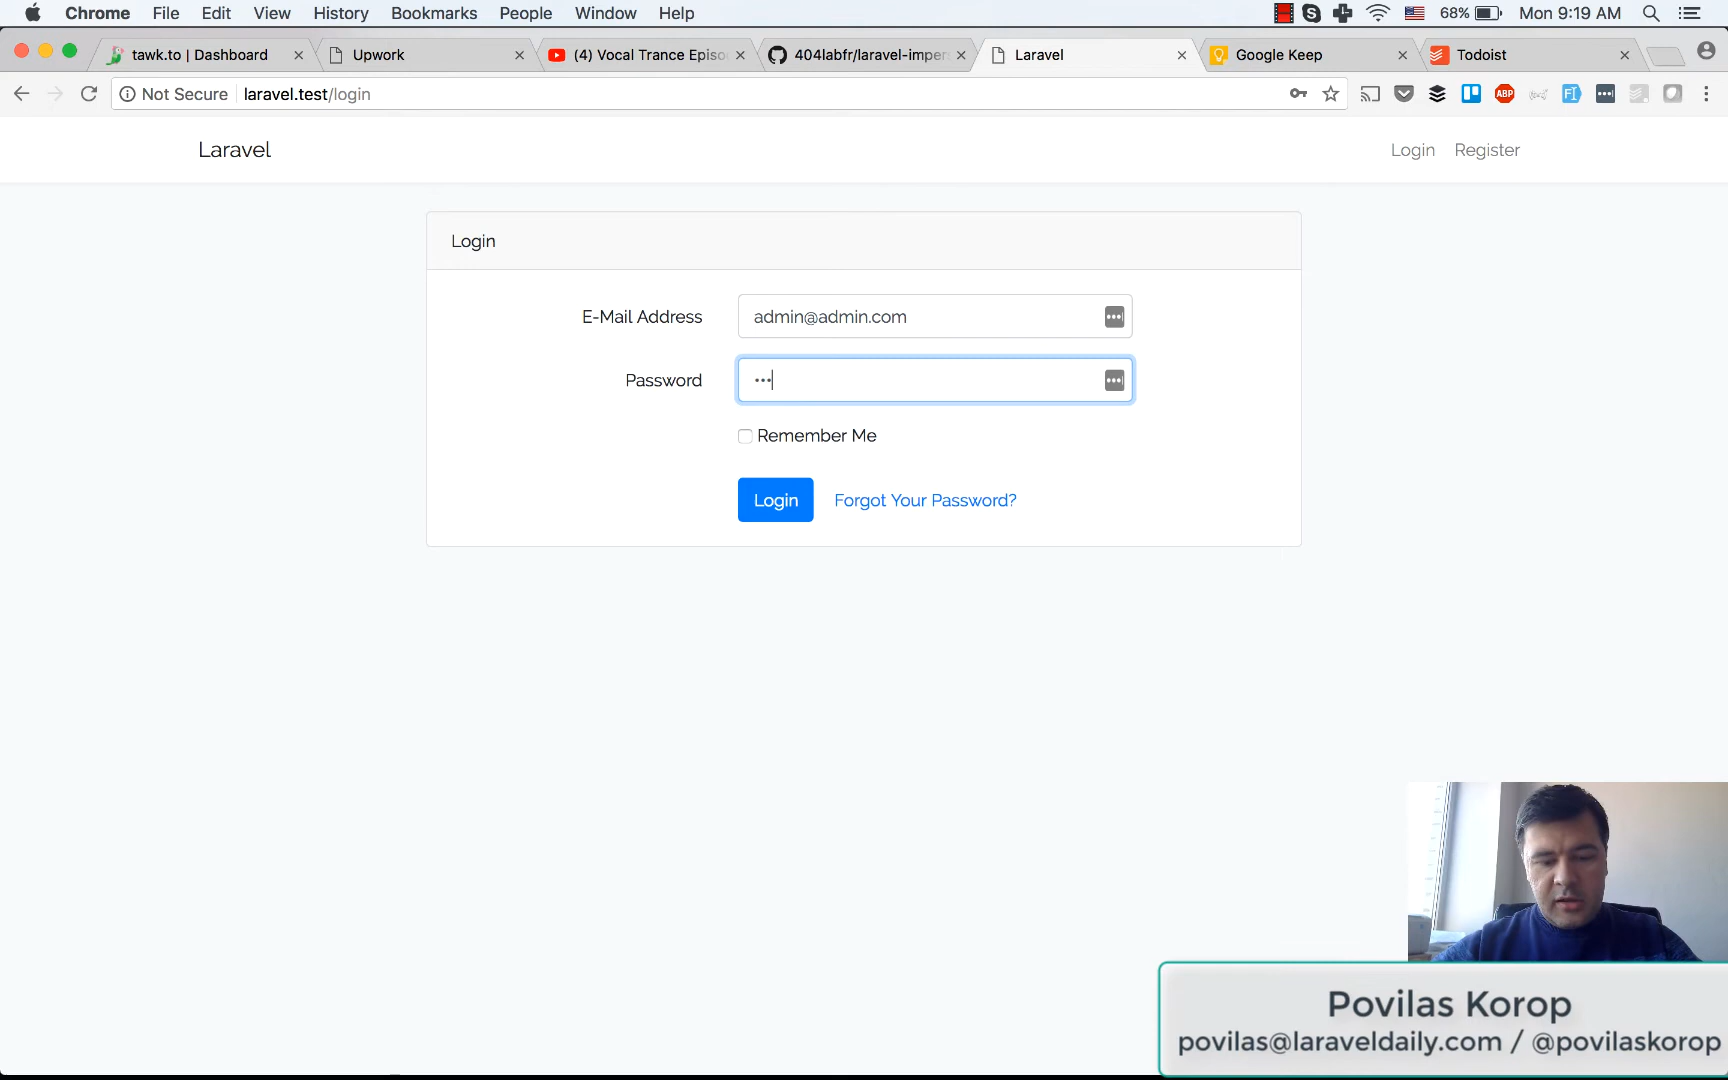 Chrome File Edit View History Bookmarks People Window Help 68% Mon 9:19 AM
tawk.to | Dashboard Upwork (4) Vocal Trance Episo 404labfr/laravel-impers Laravel Google Keep Todoist
Not Secure laravel.test/login ABP
Laravel Login Register
Login
E-Mail Address admin@admin.com
Password
Remember Me
Login Forgot Your Password?
Povilas Korop
povilas@laraveldaily.com / @povilaskorop